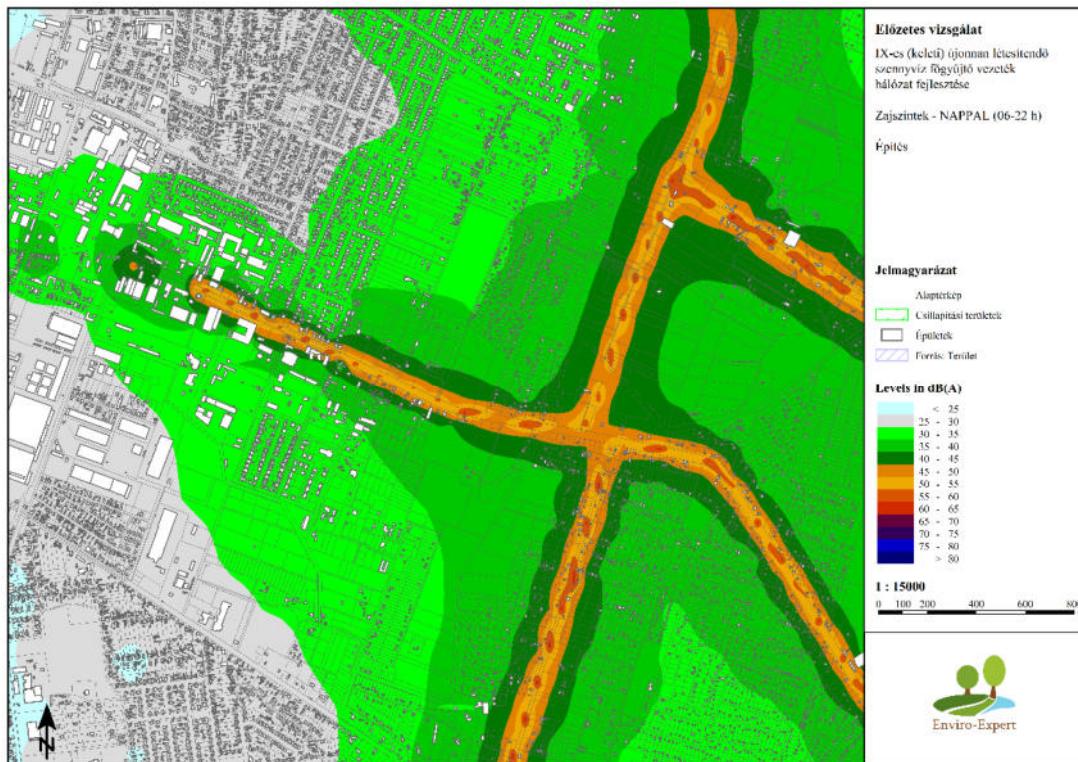 Előzetes vizsgálat
IX-es (keleti) újonnan létesítendő
szennyvíz főgyűjtő vezeték
hálózat fejlesztése
Zajszintek - NAPPAL (06-22 h)
Építés
Jelmagyarázat
Alaptérkép
Csillapítási területek
Épületek
Forrás: Terület
Levels in dB(A)
< 25
25 - 30
30 - 35
35 - 40
40 - 45
45 - 50
50 - 55
55 - 60
60 - 65
65 - 70
70 - 75
75 - 80
> 80
1 : 15000
0 100 200 400 600 800
Enviro-Expert
N